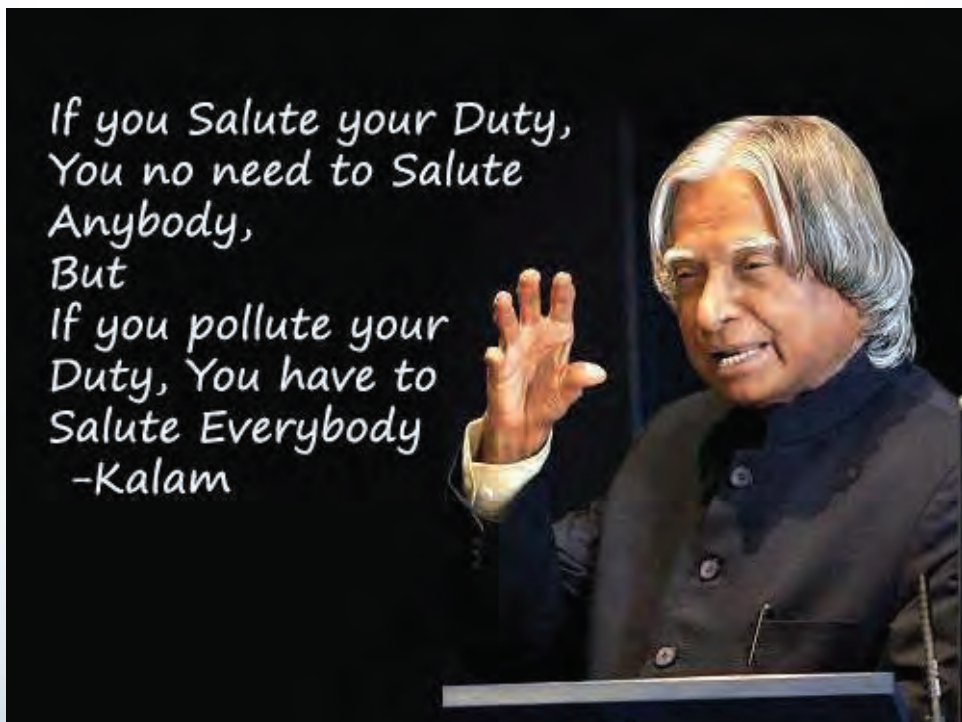 If you Salute your Duty,
You no need to Salute
Anybody,
But
If you pollute your
Duty, You have to
Salute Everybody
-Kalam